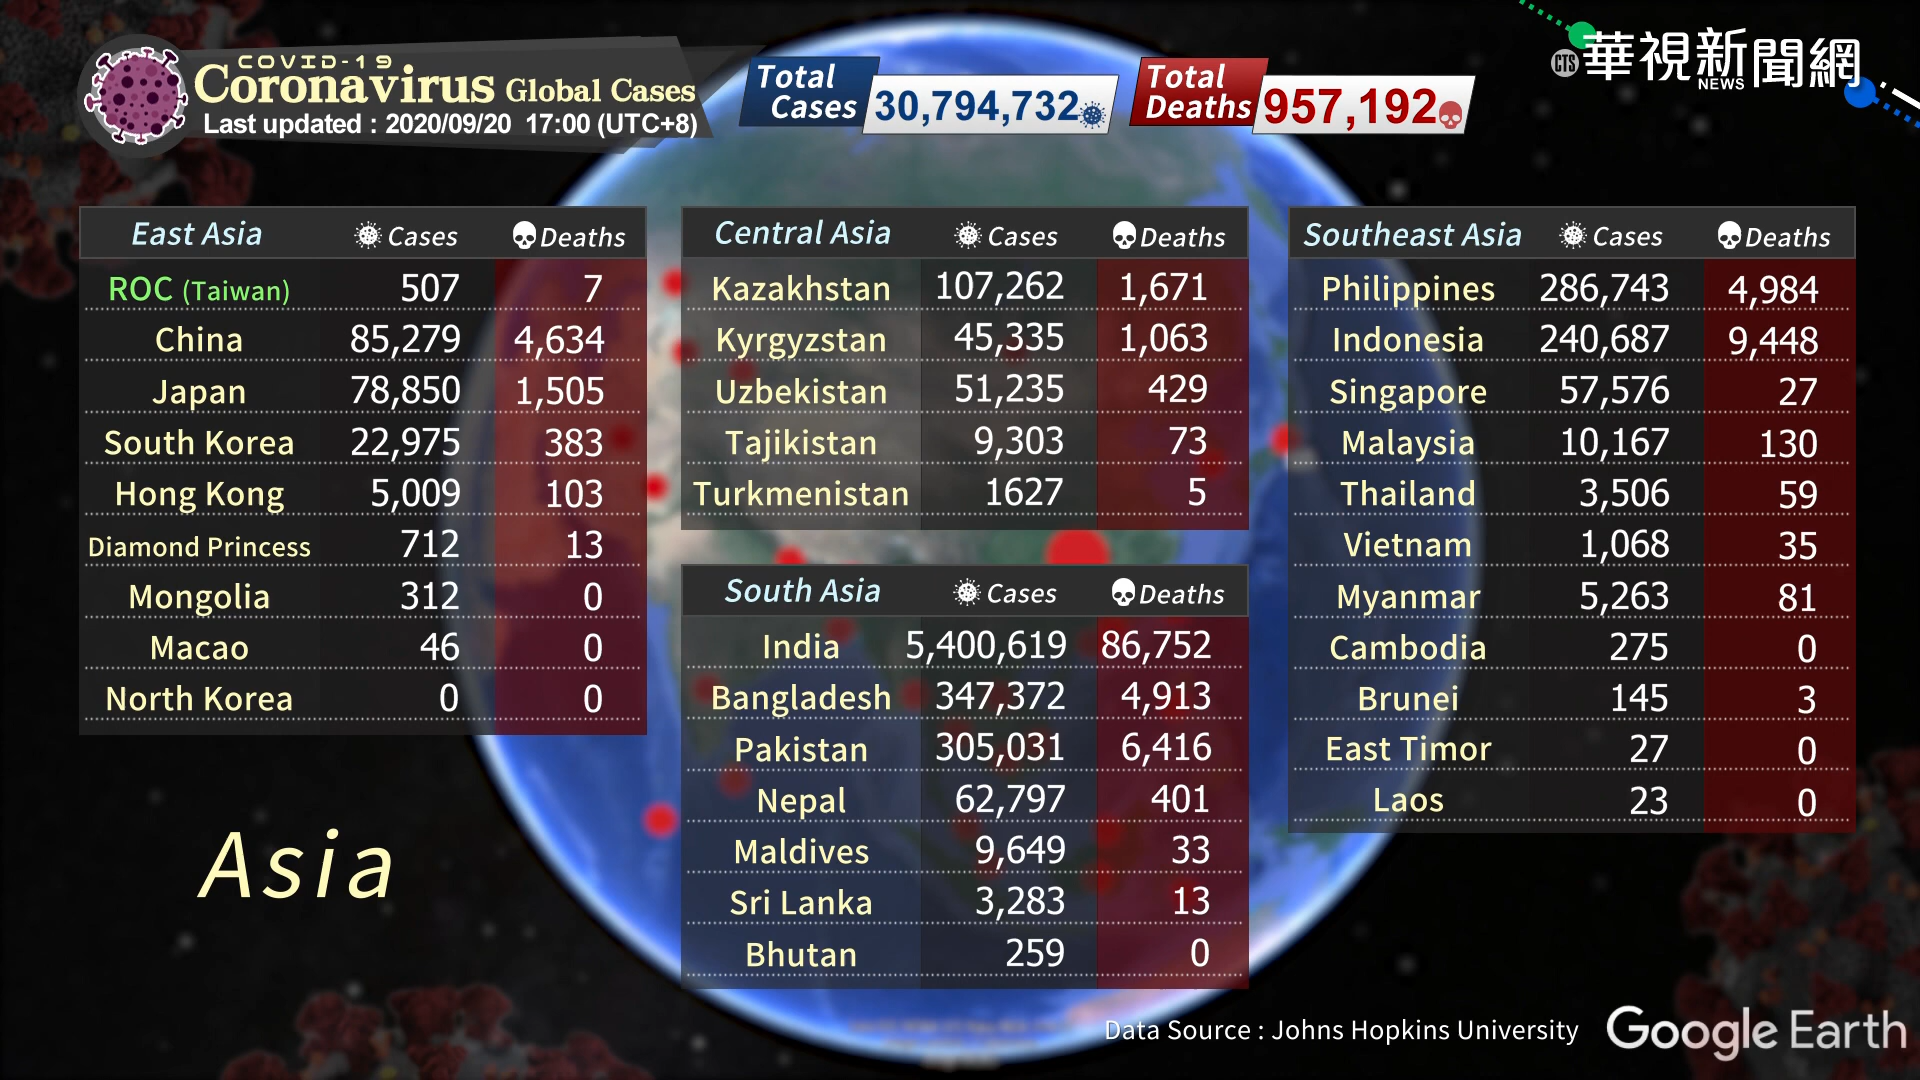 COVID-19
Coronavirus Global Cases
Last updated : 2020/09/20 17:00 (UTC+8)
Total Cases 30,794,732
Total Deaths 957,192
CTS 華視新聞網
NEWS
East Asia Cases Deaths
ROC (Taiwan) 507 7
China 85,279 4,634
Japan 78,850 1,505
South Korea 22,975 383
Hong Kong 5,009 103
Diamond Princess 712 13
Mongolia 312 0
Macao 46 0
North Korea 0 0
Central Asia Cases Deaths
Kazakhstan 107,262 1,671
Kyrgyzstan 45,335 1,063
Uzbekistan 51,235 429
Tajikistan 9,303 73
Turkmenistan 1627 5
South Asia Cases Deaths
India 5,400,619 86,752
Bangladesh 347,372 4,913
Pakistan 305,031 6,416
Nepal 62,797 401
Maldives 9,649 33
Sri Lanka 3,283 13
Bhutan 259 0
Southeast Asia Cases Deaths
Philippines 286,743 4,984
Indonesia 240,687 9,448
Singapore 57,576 27
Malaysia 10,167 130
Thailand 3,506 59
Vietnam 1,068 35
Myanmar 5,263 81
Cambodia 275 0
Brunei 145 3
East Timor 27 0
Laos 23 0
Asia
Data Source : Johns Hopkins University
Google Earth